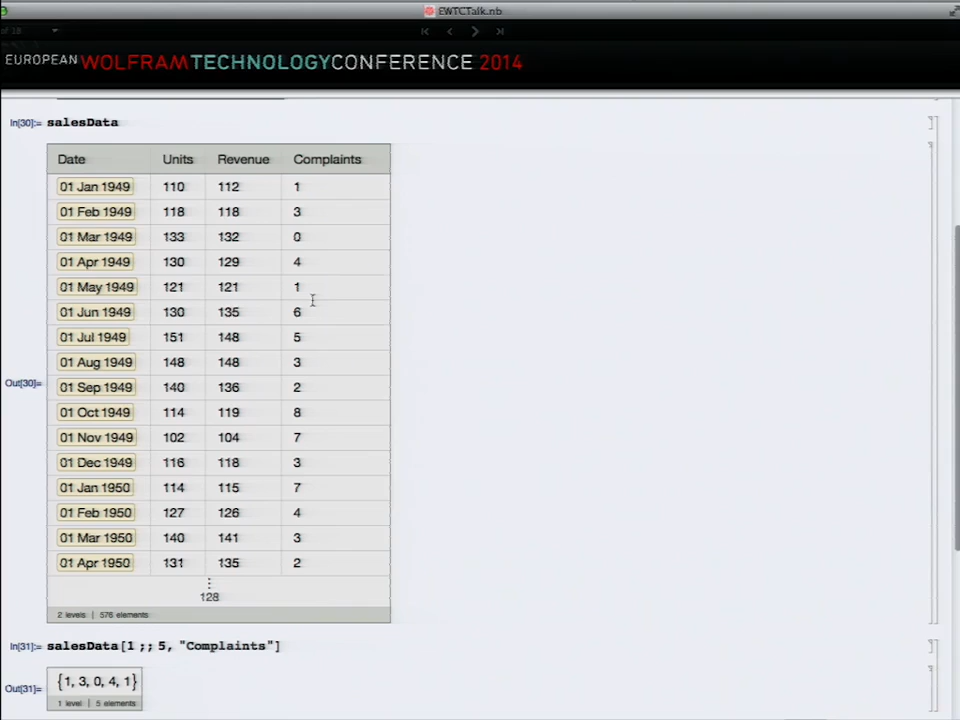 EWTCTalk.nb
of 18
EUROPEAN WOLFRAMTECHNOLOGYCONFERENCE 2014
In[30]:= salesData
Date Units Revenue Complaints
01 Jan 1949 110 112 1
01 Feb 1949 118 118 3
01 Mar 1949 133 132 0
01 Apr 1949 130 129 4
01 May 1949 121 121 1
01 Jun 1949 130 135 6
01 Jul 1949 151 148 5
01 Aug 1949 148 148 3
Out[30]= 01 Sep 1949 140 136 2
01 Oct 1949 114 119 8
01 Nov 1949 102 104 7
01 Dec 1949 116 118 3
01 Jan 1950 114 115 7
01 Feb 1950 127 126 4
01 Mar 1950 140 141 3
01 Apr 1950 131 135 2
⋮
128
2 levels | 576 elements
In[31]:= salesData[1 ;; 5, "Complaints"]
Out[31]= {1, 3, 0, 4, 1}
1 level | 5 elements